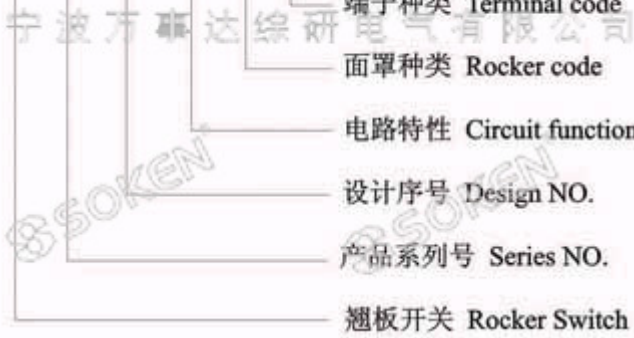 端子种类 Terminal code
宁波万事达综研电气有限公司
面罩种类 Rocker code
电路特性 Circuit function
SOKEN
设计序号 Design NO.
SOKEN
产品系列号 Series NO.
翘板开关 Rocker Switch